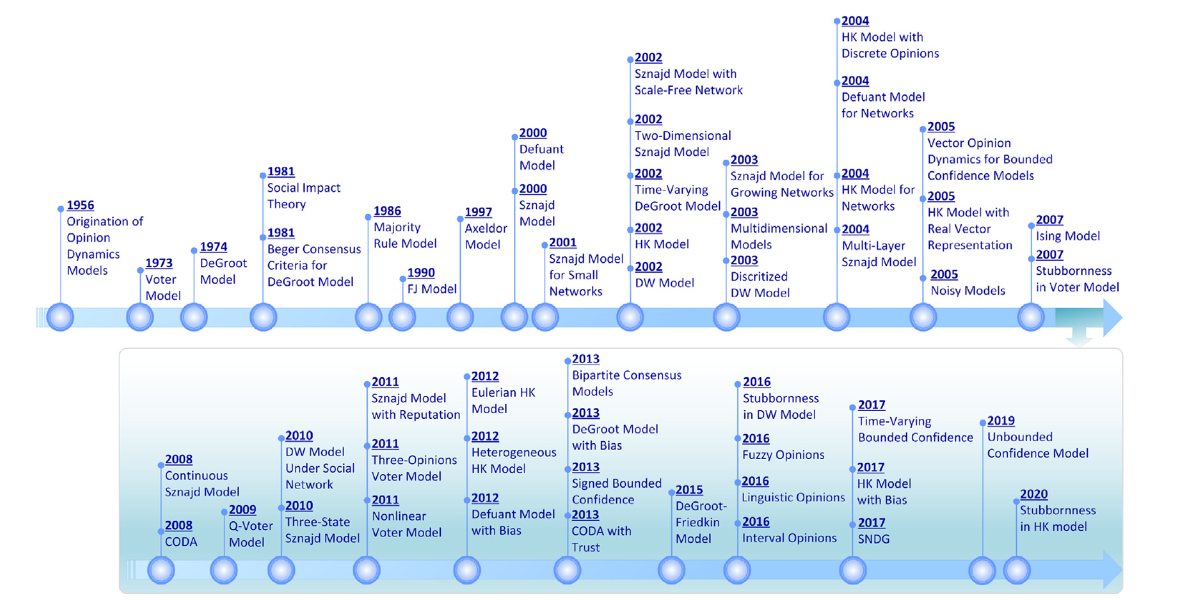 1956
Origination of
Opinion
Dynamics
Models
1973
Voter
Model
1974
DeGroot
Model
1981
Social Impact
Theory
1981
Beger Consensus
Criteria for
DeGroot Model
1986
Majority
Rule Model
1990
FJ Model
1997
Axeldor
Model
2000
Defuant
Model
2000
Sznajd
Model
2001
Sznajd Model
for Small
Networks
2002
Sznajd Model with
Scale-Free Network
2002
Two-Dimensional
Sznajd Model
2002
Time-Varying
DeGroot Model
2002
HK Model
2002
DW Model
2003
Sznajd Model for
Growing Networks
2003
Multidimensional
Models
2003
Discritized
DW Model
2004
HK Model with
Discrete Opinions
2004
Defuant Model
for Networks
2004
HK Model for
Networks
2004
Multi-Layer
Sznajd Model
2005
Vector Opinion
Dynamics for Bounded
Confidence Models
2005
HK Model with
Real Vector
Representation
2005
Noisy Models
2007
Ising Model
2007
Stubbornness
in Voter Model
2008
Continuous
Sznajd Model
2008
CODA
2009
Q-Voter
Model
2010
DW Model
Under Social
Network
2010
Three-State
Sznajd Model
2011
Sznajd Model
with Reputation
2011
Three-Opinions
Voter Model
2011
Nonlinear
Voter Model
2012
Eulerian HK
Model
2012
Heterogeneous
HK Model
2012
Defuant Model
with Bias
2013
Bipartite Consensus
Models
2013
DeGroot Model
with Bias
2013
Signed Bounded
Confidence
2013
CODA with
Trust
2015
DeGroot-
Friedkin
Model
2016
Stubbornness
in DW Model
2016
Fuzzy Opinions
2016
Linguistic Opinions
2016
Interval Opinions
2017
Time-Varying
Bounded Confidence
2017
HK Model
with Bias
2017
SNDG
2019
Unbounded
Confidence Model
2020
Stubbornness
in HK model